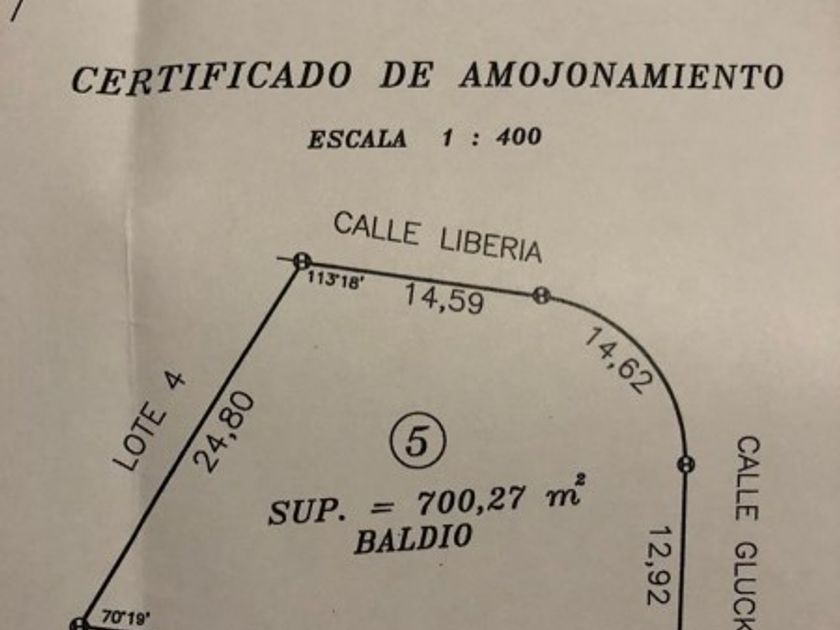 CERTIFICADO DE AMOJONAMIENTO
ESCALA 1 : 400
CALLE LIBERIA
113°18'
14,59
14,62
LOTE 4
24,80
5
SUP. = 700,27 m²
BALDIO
CALLE GLUCK
12,92
70°19'